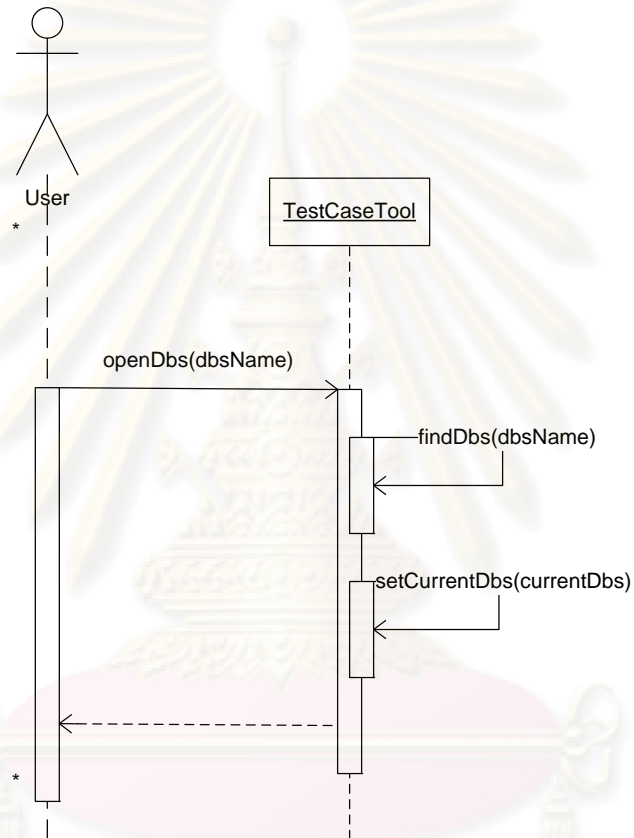 User
*
TestCaseTool
openDbs(dbsName)
findDbs(dbsName)
setCurrentDbs(currentDbs)
*